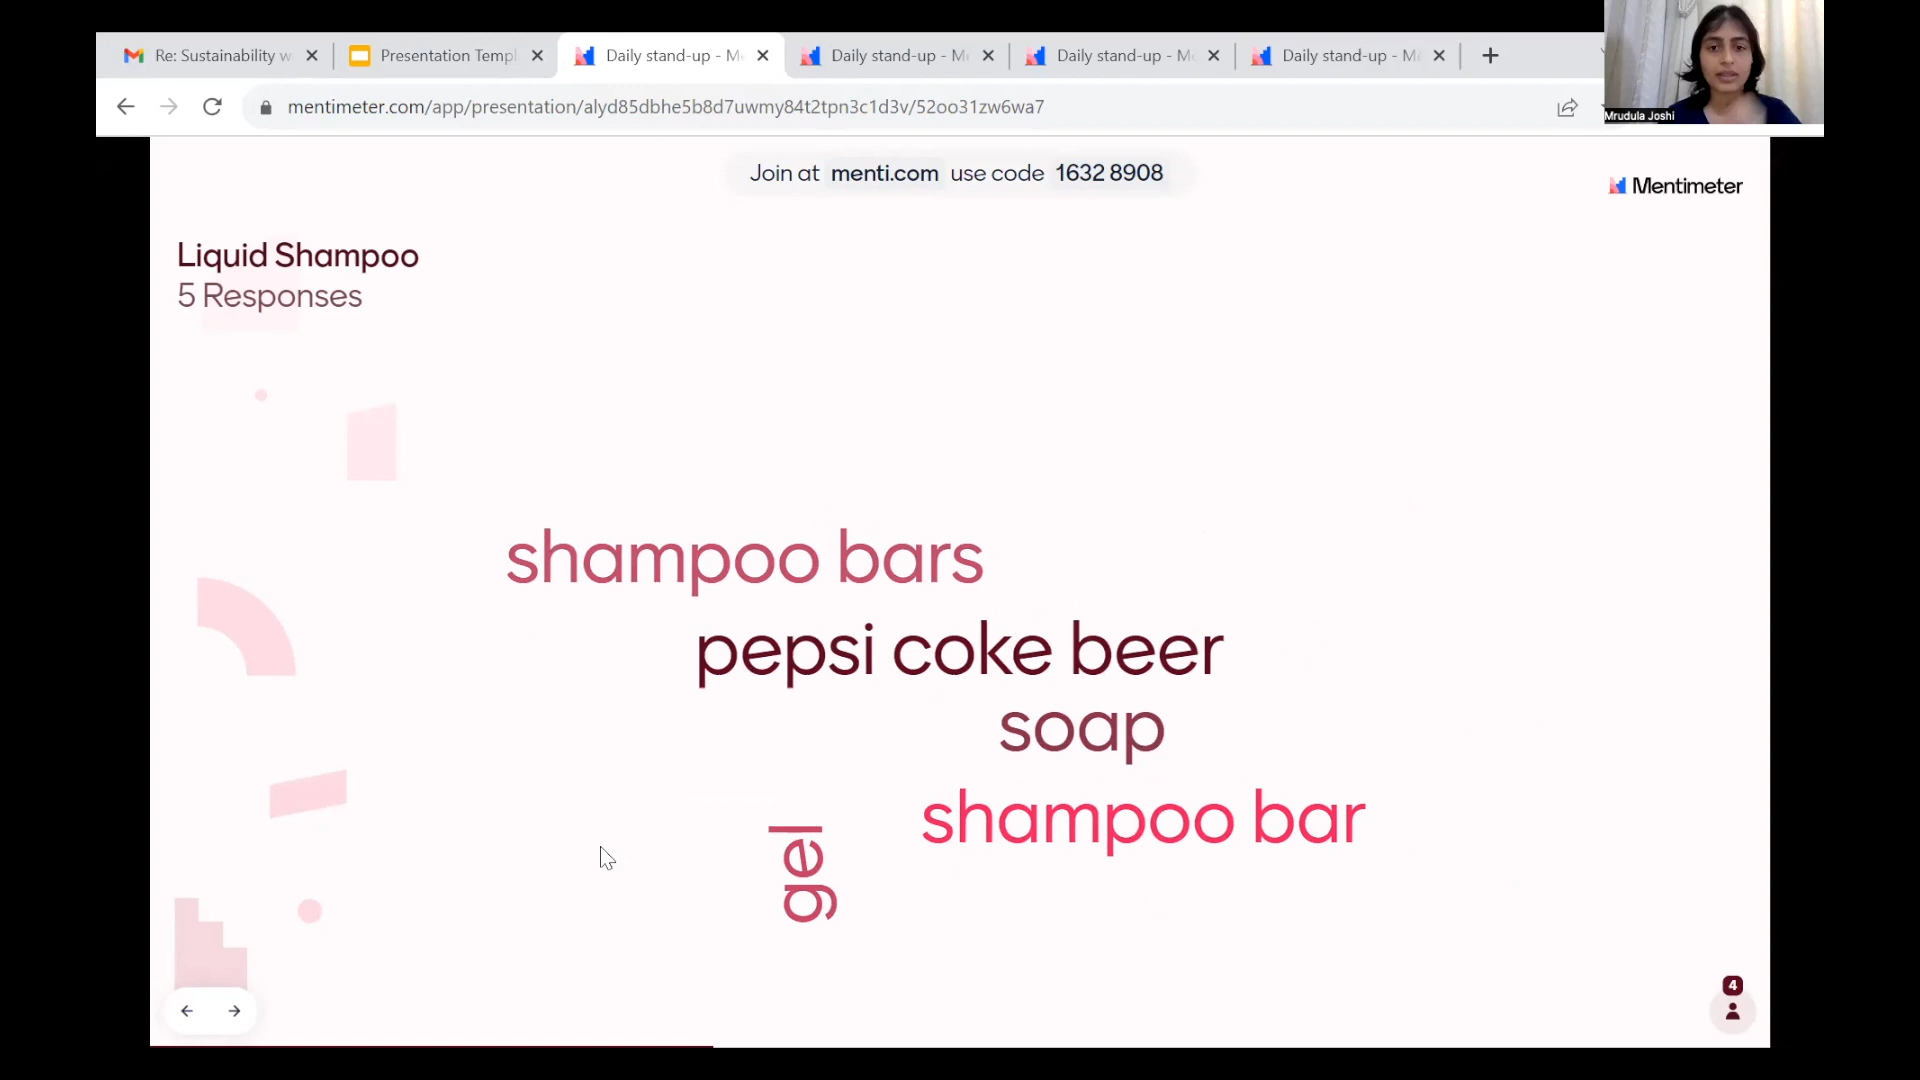 Re: Sustainability w
Presentation Templ
Daily stand-up - M
Daily stand-up - M
Daily stand-up - M
Daily stand-up - M
mentimeter.com/app/presentation/alyd85dbhe5b8d7uwmy84t2tpn3c1d3v/52oo31zw6wa7
Mrudula Joshi
Join at menti.com use code 1632 8908
Mentimeter
Liquid Shampoo
5 Responses
shampoo bars
pepsi coke beer
soap
shampoo bar
gel
4